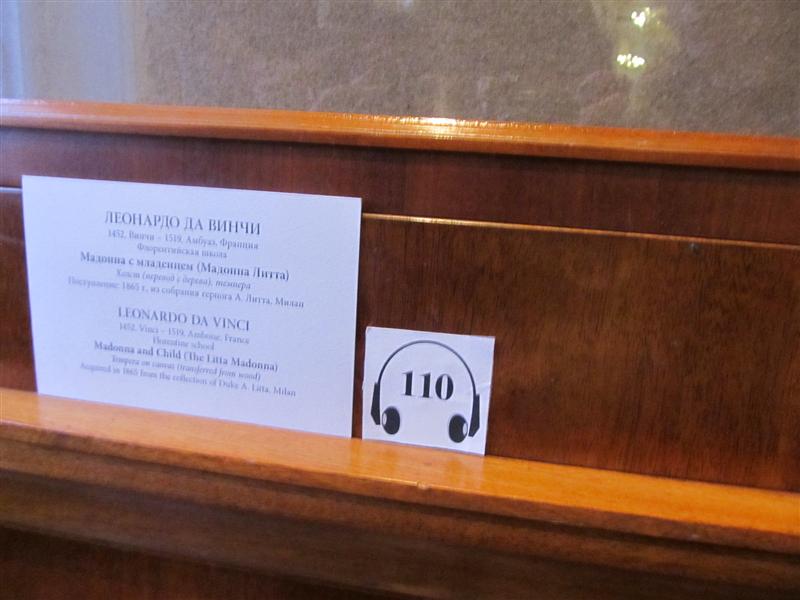 ЛЕОНАРДО ДА ВИНЧИ
1452, Винчи – 1519, Амбуаз, Франция
Флорентийская школа
Мадонна с младенцем (Мадонна Литта)
Холст (перевод с дерева), темпера
Поступление: 1865 г., из собрания герцога А. Литта, Милан
LEONARDO DA VINCI
1452, Vinci – 1519, Amboise, France
Florentine school
Madonna and Child (The Litta Madonna)
Tempera on canvas (transferred from wood)
Acquired in 1865 from the collection of Duke A. Litta, Milan
110